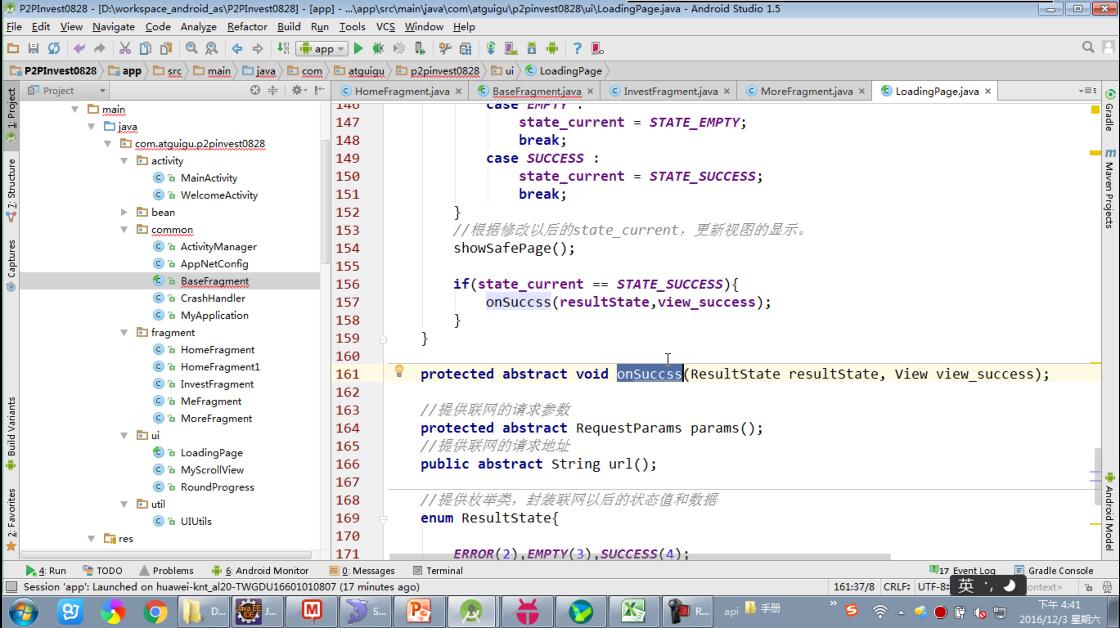 P2PInvest0828 - [D:\workspace_android_as\P2PInvest0828] - [app] - ...\app\src\main\java\com\atguigu\p2pinvest0828\ui\LoadingPage.java - Android Studio 1.5
File Edit View Navigate Code Analyze Refactor Build Run Tools VCS Window Help
app
P2PInvest0828 app src main java com atguigu p2pinvest0828 ui LoadingPage
Project
HomeFragment.java BaseFragment.java InvestFragment.java MoreFragment.java LoadingPage.java
1: Project
7: Structure
Captures
Build Variants
2: Favorites
main
java
com.atguigu.p2pinvest0828
activity
MainActivity
WelcomeActivity
bean
common
ActivityManager
AppNetConfig
BaseFragment
CrashHandler
MyApplication
fragment
HomeFragment
HomeFragment1
InvestFragment
MeFragment
MoreFragment
ui
LoadingPage
MyScrollView
RoundProgress
util
UIUtils
res
146 case EMPTY :
147 state_current = STATE_EMPTY;
148 break;
149 case SUCCESS :
150 state_current = STATE_SUCCESS;
151 break;
152 }
153 //根据修改以后的state_current，更新视图的显示。
154 showSafePage();
155
156 if(state_current == STATE_SUCCESS){
157 onSuccss(resultState,view_success);
158 }
159 }
160
161 protected abstract void onSuccss(ResultState resultState, View view_success);
162
163 //提供联网的请求参数
164 protected abstract RequestParams params();
165 //提供联网的请求地址
166 public abstract String url();
167
168 //提供枚举类，封装联网以后的状态值和数据
169 enum ResultState{
170
171 ERROR(2),EMPTY(3),SUCCESS(4);
Gradle
Maven Projects
Android Model
4: Run TODO Problems 6: Android Monitor 0: Messages Terminal 17 Event Log Gradle Console
Session 'app': Launched on huawei-knt_al20-TWGDU16601010807 (17 minutes ago) 161:37/8 CRLF÷ UTF-8÷ 英 ntext>
D... J... S... R... api 手册 下午 4:41
2016/12/3 星期六